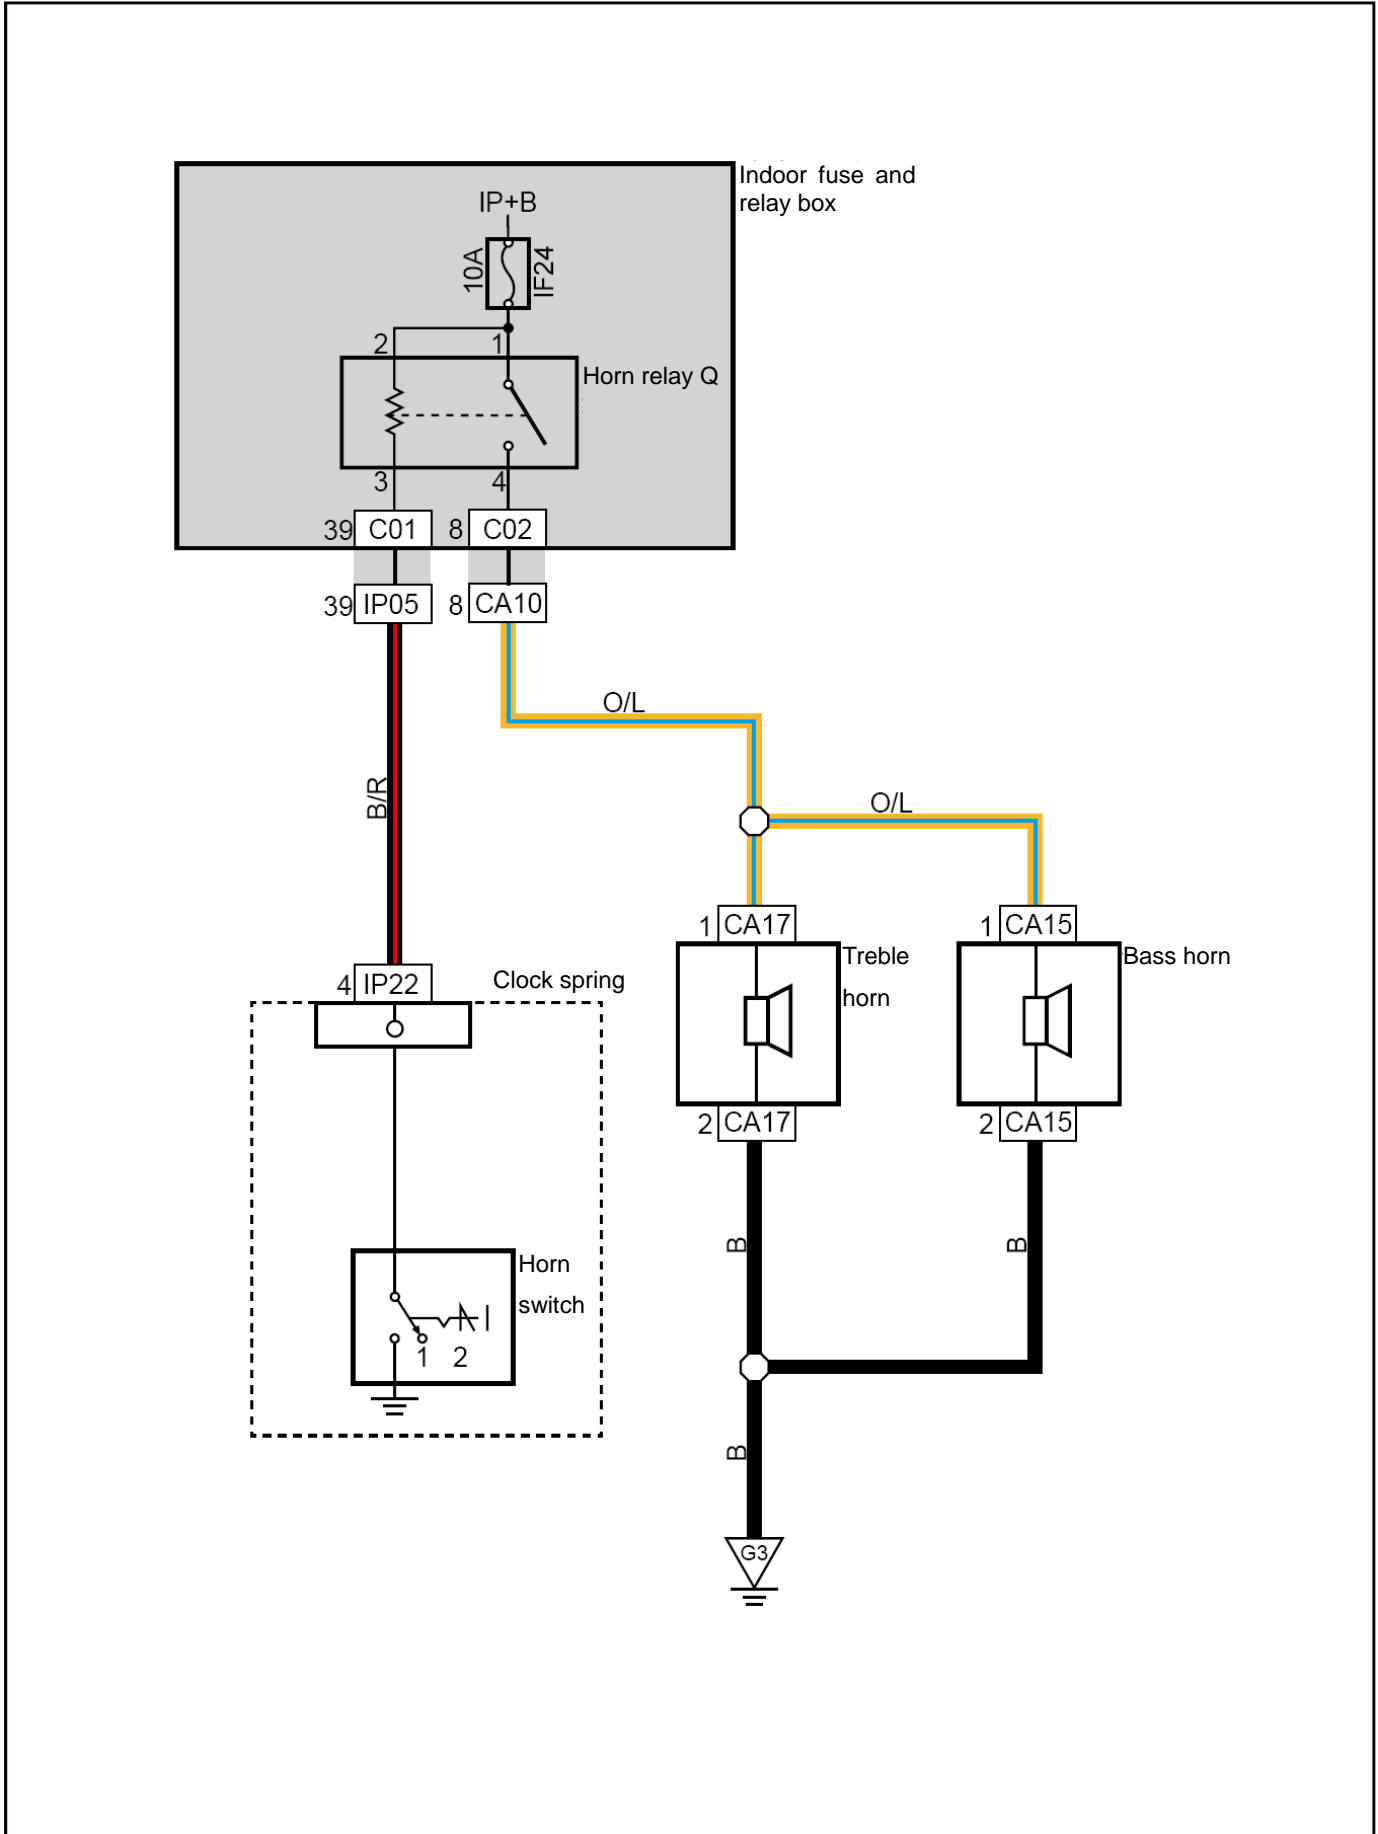 Indoor fuse and
relay box
IP+B
10A
IF24
2
1
Horn relay Q
3
4
39
C01
8
C02
39
IP05
8
CA10
O/L
B/R
O/L
1
CA17
1
CA15
Treble
horn
Bass horn
4
IP22
Clock spring
2
CA17
2
CA15
B
B
Horn
switch
1 2
B
G3